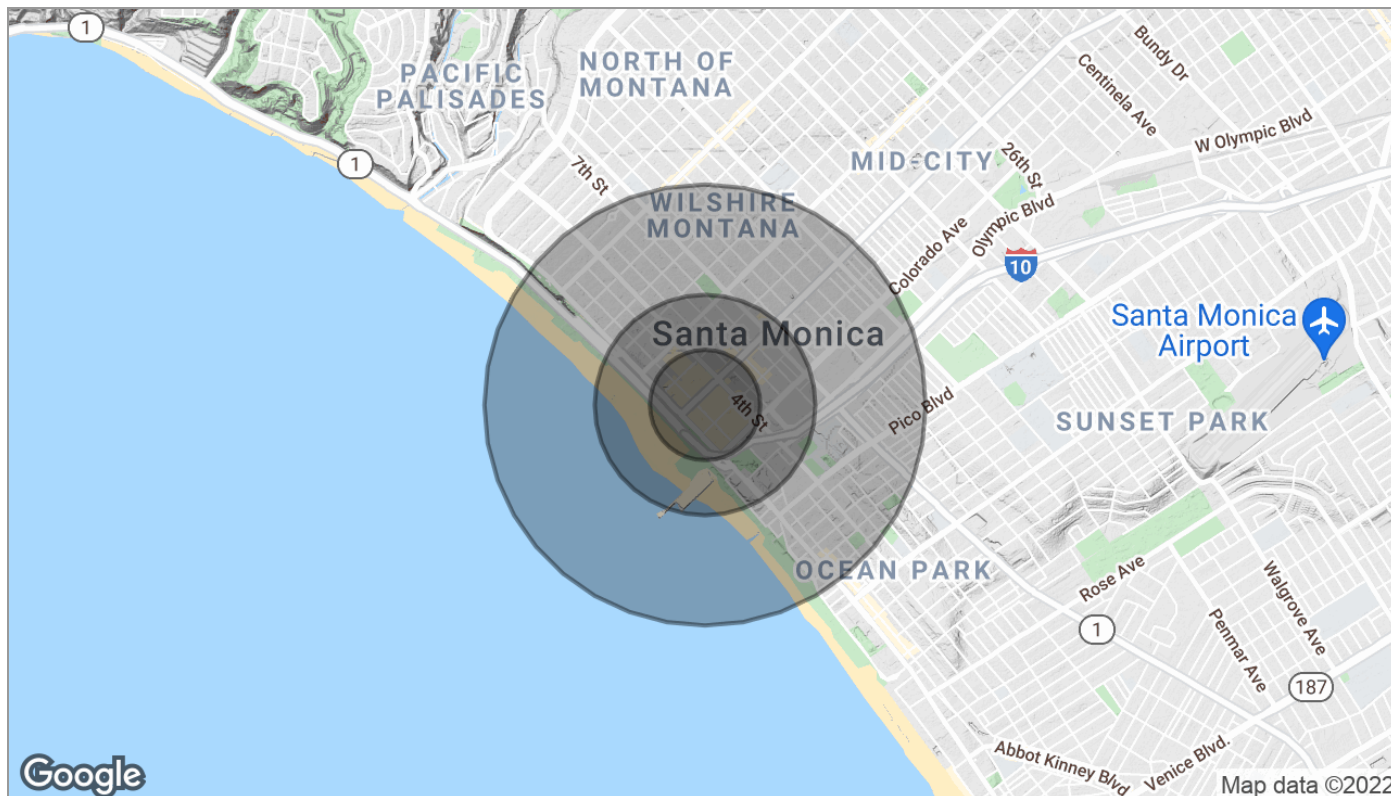 1
PACIFIC
PALISADES
NORTH OF
MONTANA
Bundy Dr
Centinela Ave
W Olympic Blvd
1
7th St
MID-CITY
26th St
WILSHIRE
MONTANA
Olympic Blvd
Colorado Ave
10
Santa Monica
Santa Monica
Airport
4th St
Pico Blvd
SUNSET PARK
OCEAN PARK
Rose Ave
Walgrove Ave
1
Penmar Ave
187
Abbot Kinney Blvd
Venice Blvd.
Google
Map data ©2022